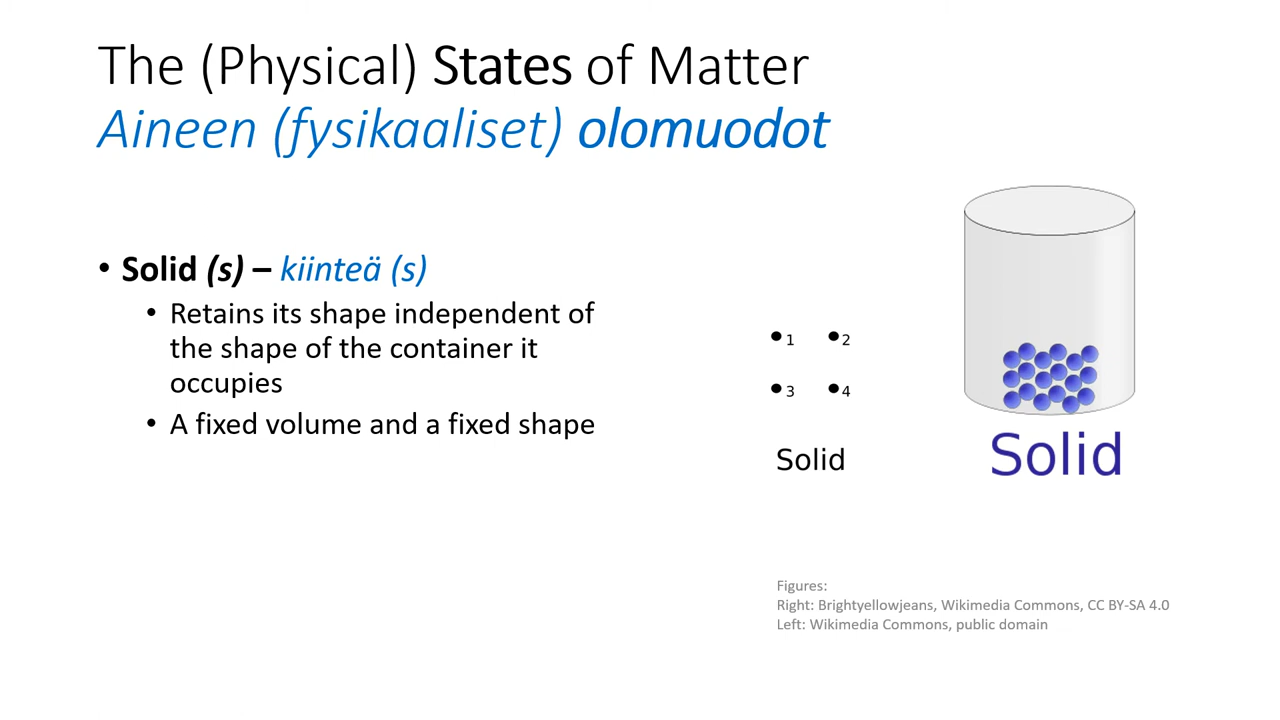 The (Physical) States of Matter
Aineen (fysikaaliset) olomuodot
• Solid (s) – kiinteä (s)
• Retains its shape independent of
the shape of the container it
occupies
• A fixed volume and a fixed shape
1 2
3 4
Solid
Solid
Figures:
Right: Brightyellowjeans, Wikimedia Commons, CC BY-SA 4.0
Left: Wikimedia Commons, public domain